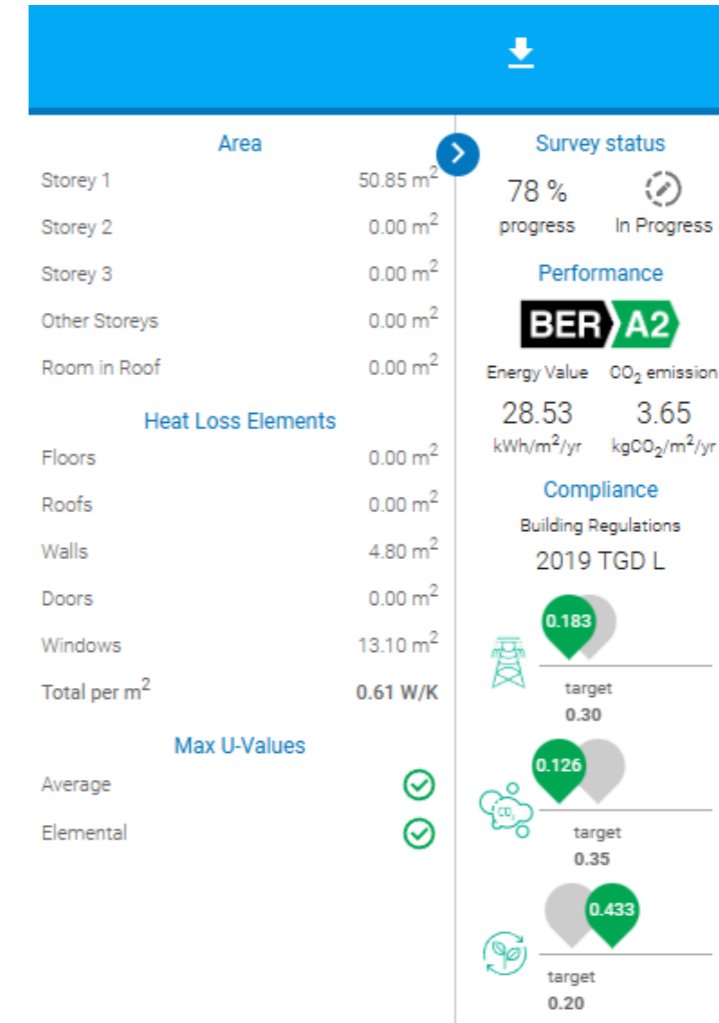 Area
Storey 1 50.85 m²
Storey 2 0.00 m²
Storey 3 0.00 m²
Other Storeys 0.00 m²
Room in Roof 0.00 m²
Heat Loss Elements
Floors 0.00 m²
Roofs 0.00 m²
Walls 4.80 m²
Doors 0.00 m²
Windows 13.10 m²
Total per m² 0.61 W/K
Max U-Values
Average
Elemental
Survey status
78 %
progress In Progress
Performance
BER A2
Energy Value CO₂ emission
28.53 3.65
kWh/m²/yr kgCO₂/m²/yr
Compliance
Building Regulations
2019 TGD L
0.183
target
0.30
0.126
CO₂
target
0.35
0.433
target
0.20